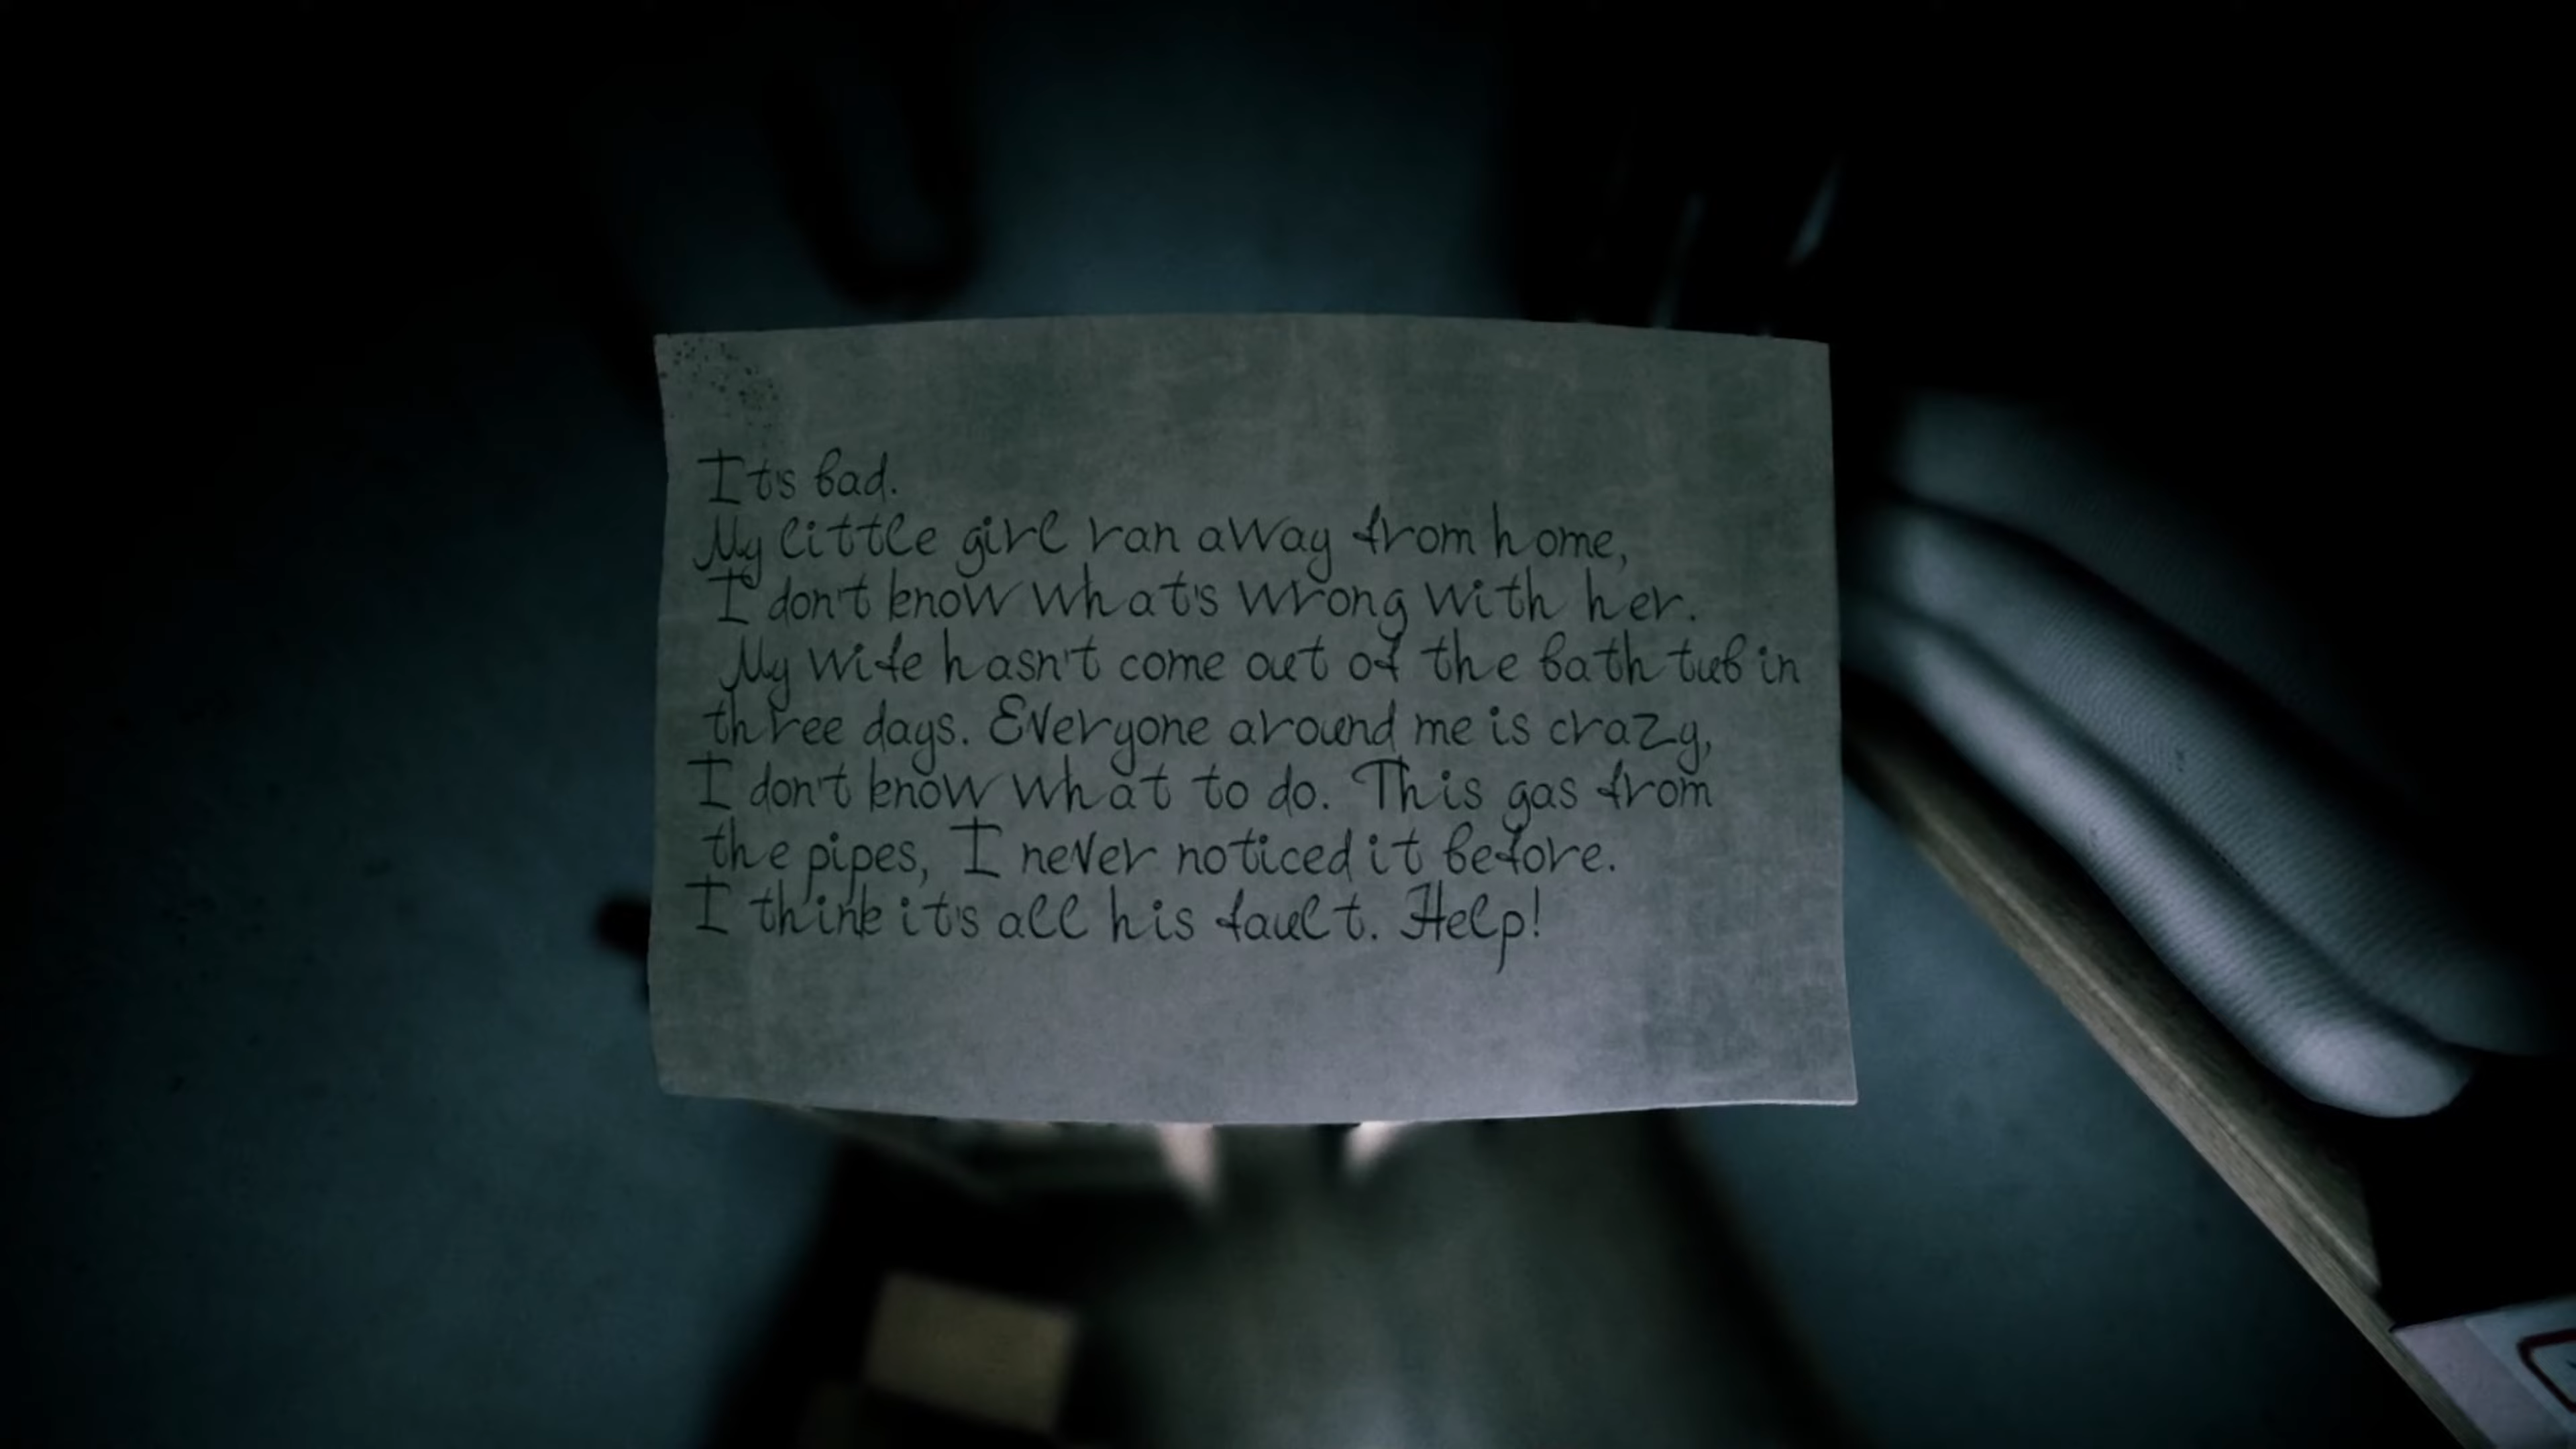 It's bad.
My little girl ran away from home,
I don't know what's wrong with her.
My wife hasn't come out of the bath tub in
three days. Everyone around me is crazy,
I don't know what to do. This gas from
the pipes, I never noticed it before.
I think it's all his fault. Help!